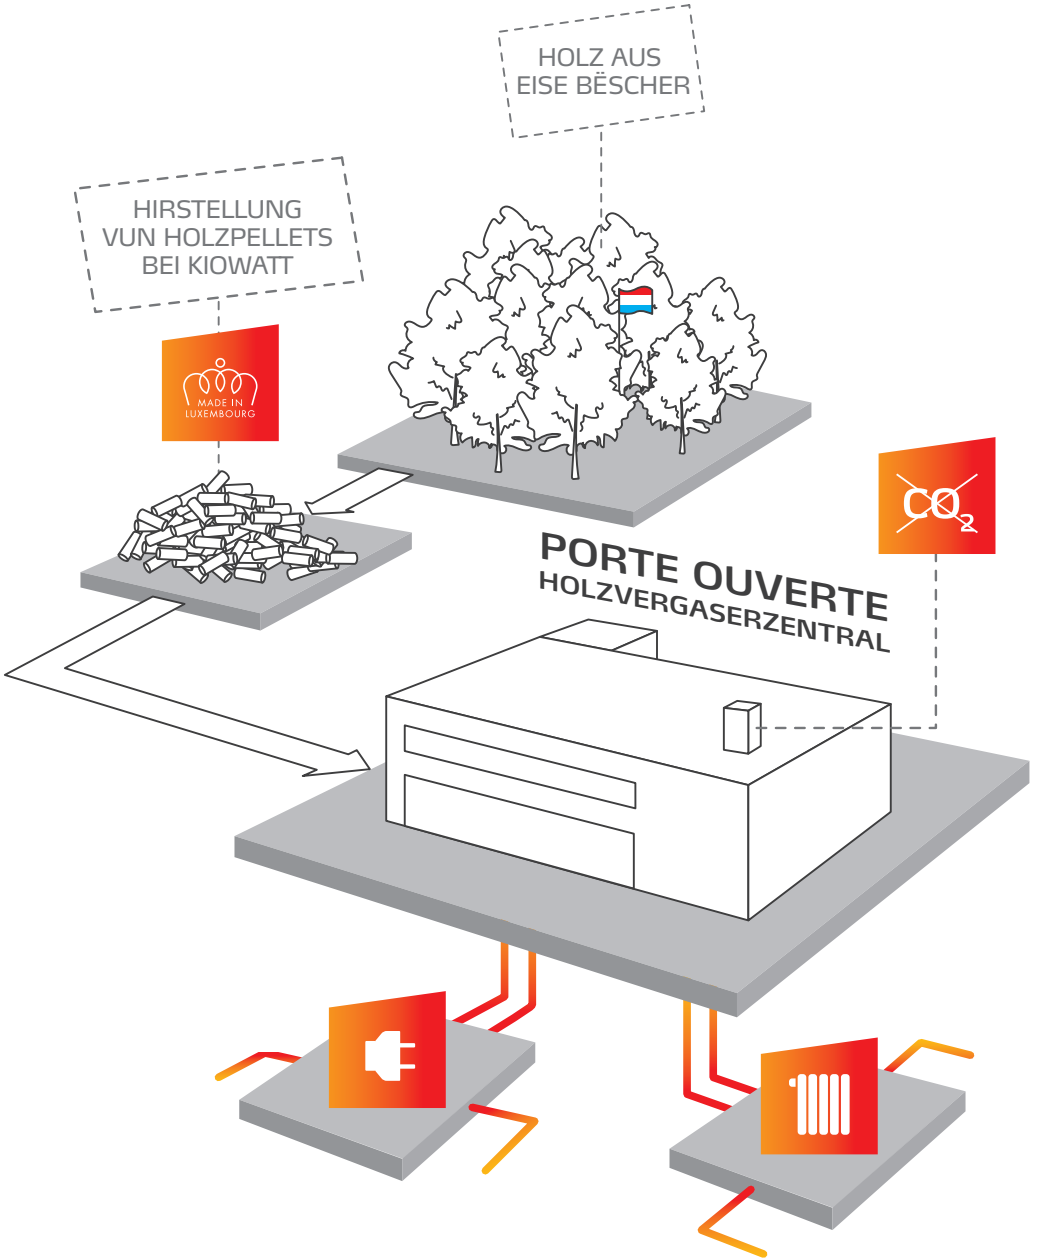 HOLZ AUS
EISE BËSCHER
HIRSTELLUNG
VUN HOLZPELLETS
BEI KIOWATT
MADE IN
LUXEMBOURG
CO2
PORTE OUVERTE
HOLZVERGASERZENTRAL